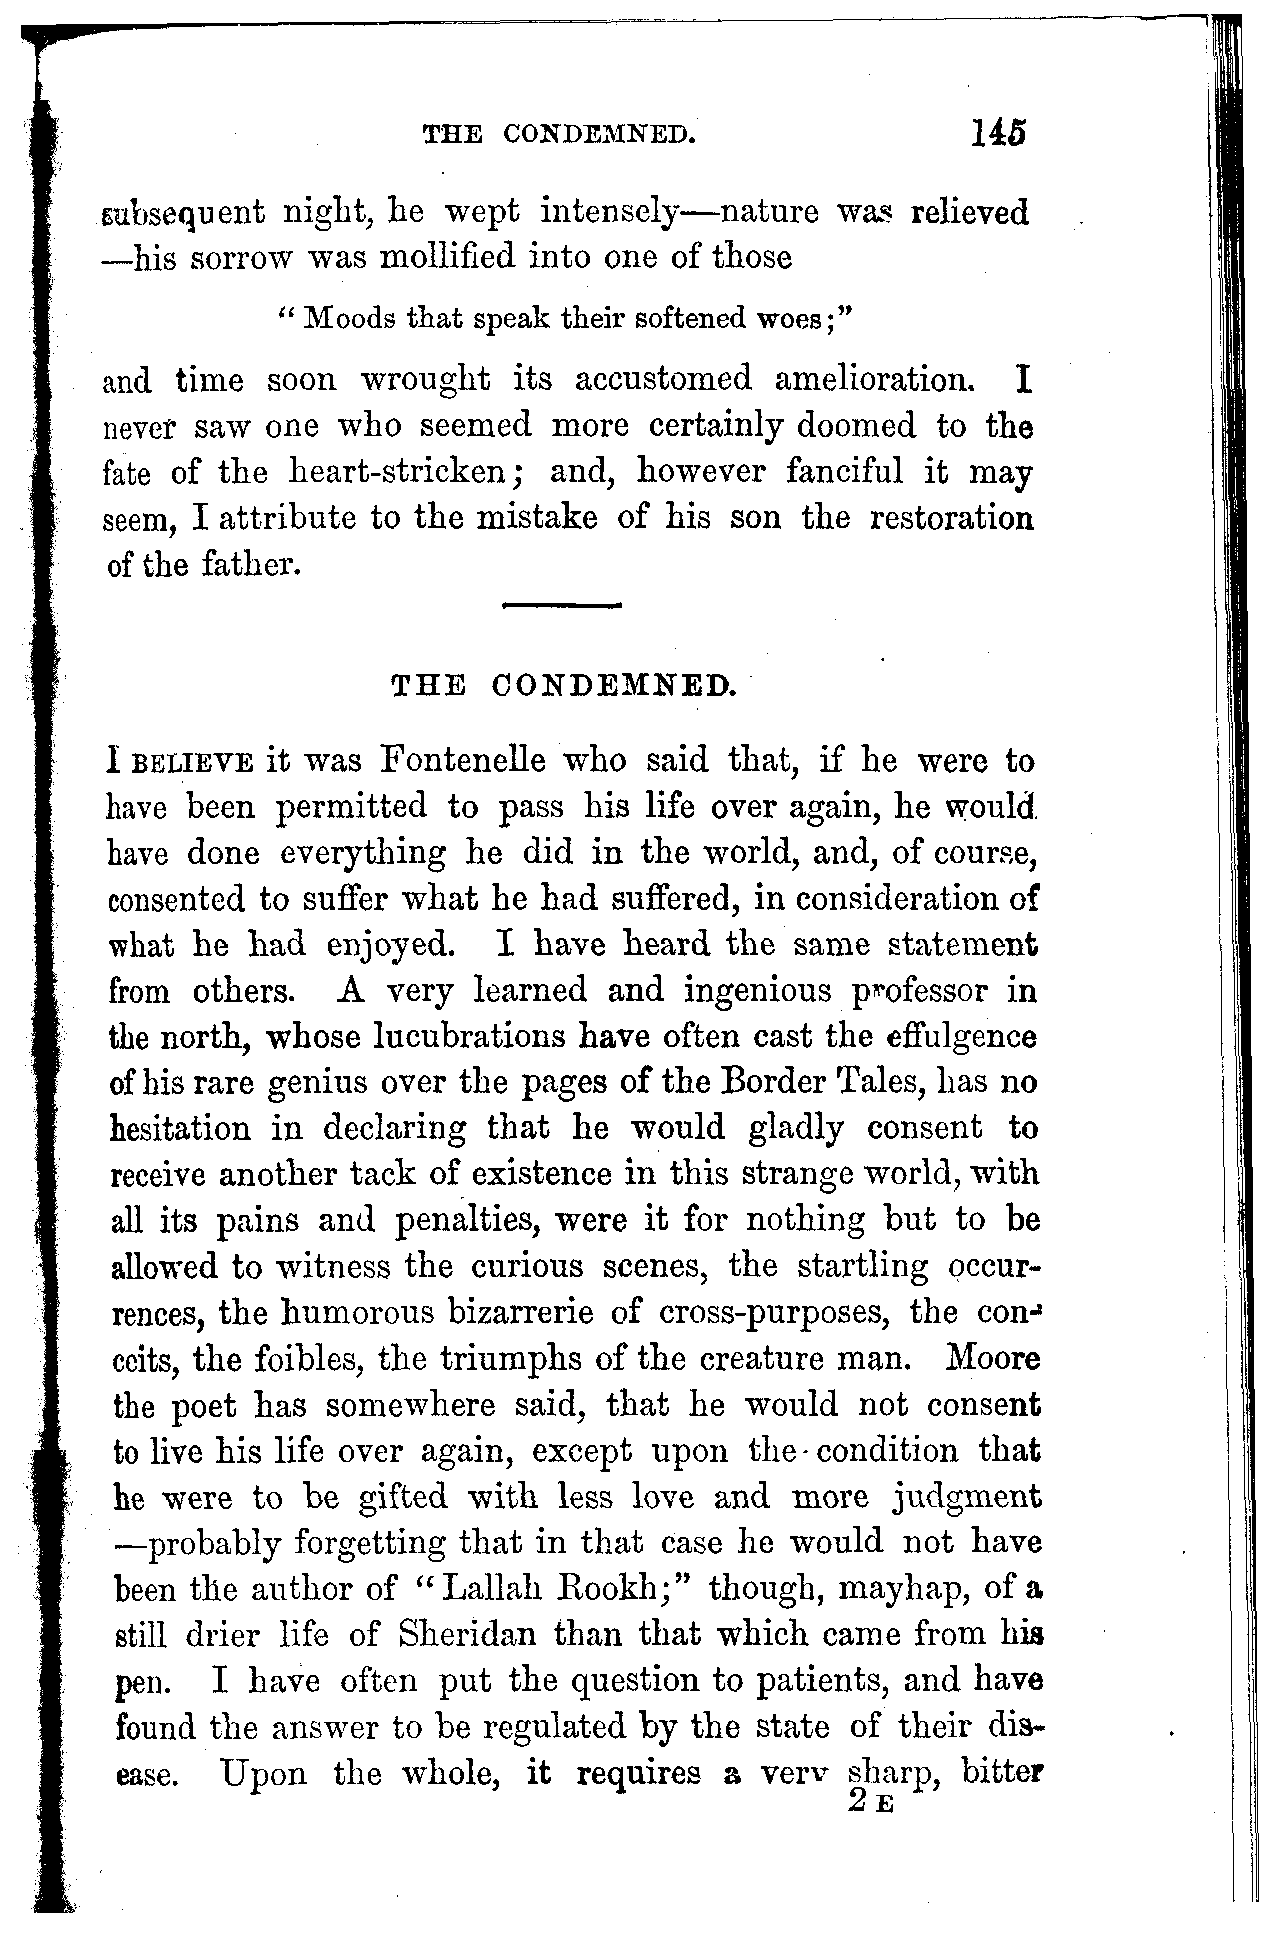 THE CONDEMNED. 145
subsequent night, he wept intensely—nature was relieved
—his sorrow was mollified into one of those
" Moods that speak their softened woes;"
and time soon wrought its accustomed amelioration. I
never saw one who seemed more certainly doomed to the
fate of the heart-stricken; and, however fanciful it may
seem, I attribute to the mistake of his son the restoration
of the father.
THE CONDEMNED.
I BELIEVE it was Fontenelle who said that, if he were to
have been permitted to pass his life over again, he would
have done everything he did in the world, and, of course,
consented to suffer what he had suffered, in consideration of
what he had enjoyed. I have heard the same statement
from others. A very learned and ingenious professor in
the north, whose lucubrations have often cast the effulgence
of his rare genius over the pages of the Border Tales, has no
hesitation in declaring that he would gladly consent to
receive another tack of existence in this strange world, with
all its pains and penalties, were it for nothing but to be
allowed to witness the curious scenes, the startling occur-
rences, the humorous bizarrerie of cross-purposes, the con-
ceits, the foibles, the triumphs of the creature man. Moore
the poet has somewhere said, that he would not consent
to live his life over again, except upon the condition that
he were to be gifted with less love and more judgment
—probably forgetting that in that case he would not have
been the author of "Lallah Rookh;" though, mayhap, of a
still drier life of Sheridan than that which came from his
pen. I have often put the question to patients, and have
found the answer to be regulated by the state of their dis-
ease. Upon the whole, it requires a very sharp, bitter
2 E